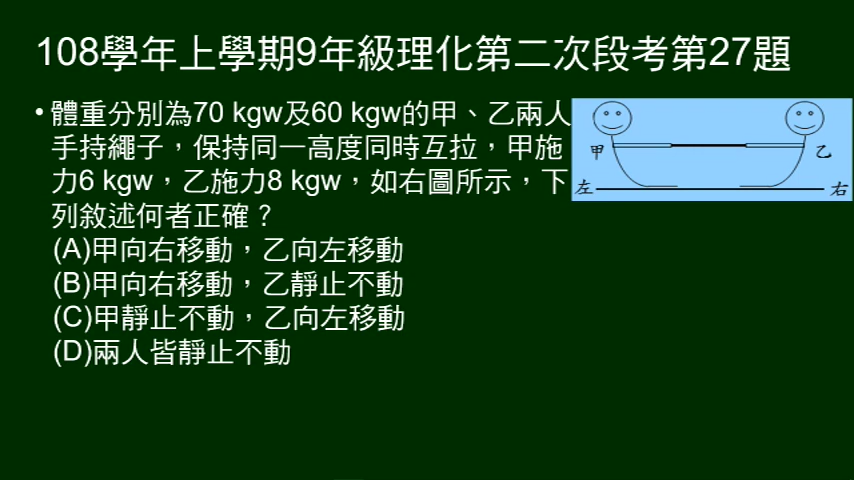 108學年上學期9年級理化第二次段考第27題
•體重分別為70 kgw及60 kgw的甲、乙兩人
手持繩子，保持同一高度同時互拉，甲施
力6 kgw，乙施力8 kgw，如右圖所示，下
列敘述何者正確？
(A)甲向右移動，乙向左移動
(B)甲向右移動，乙靜止不動
(C)甲靜止不動，乙向左移動
(D)兩人皆靜止不動
甲 乙
左 右